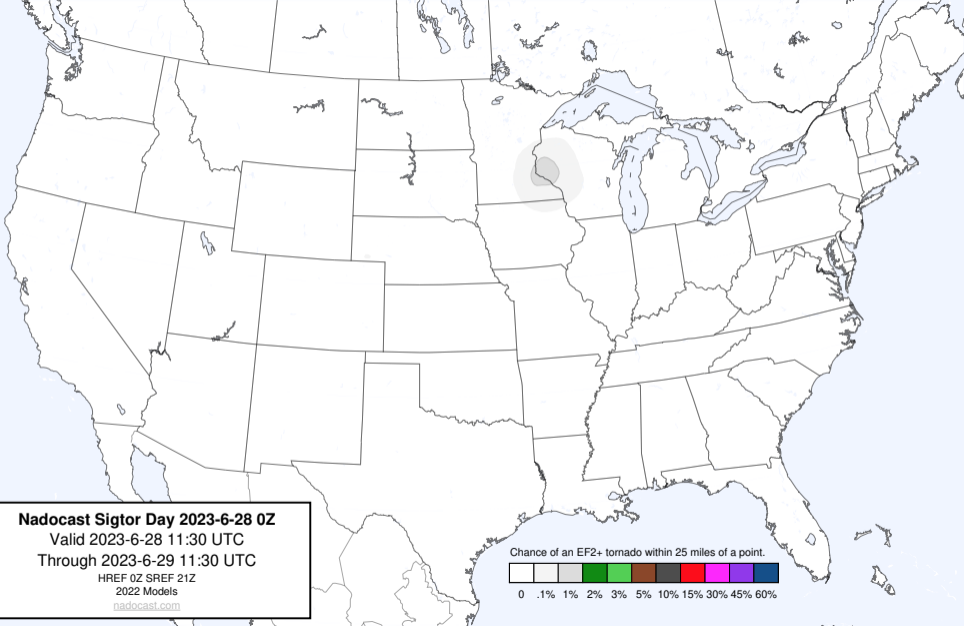 Nadocast Sigtor Day 2023-6-28 0Z
Valid 2023-6-28 11:30 UTC
Through 2023-6-29 11:30 UTC
HREF 0Z SREF 21Z
2022 Models
nadocast.com
Chance of an EF2+ tornado within 25 miles of a point.
0 .1% 1% 2% 3% 5% 10% 15% 30% 45% 60%